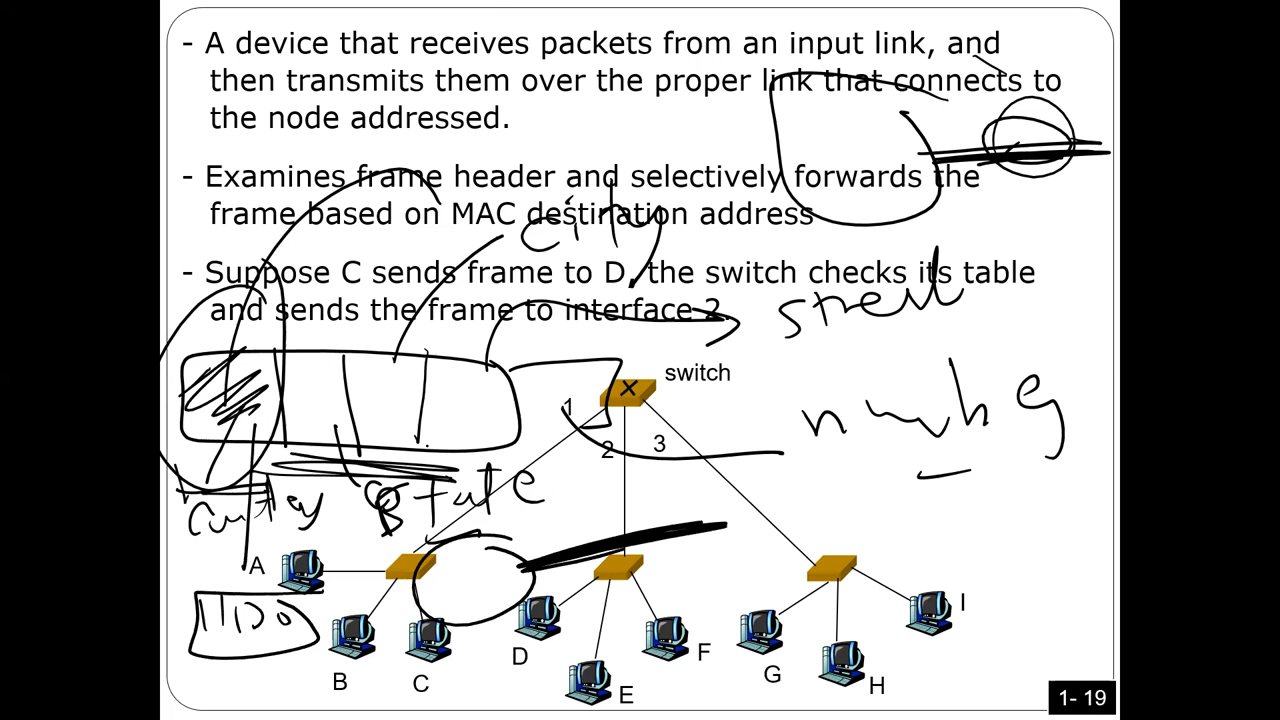 - A device that receives packets from an input link, and
then transmits them over the proper link that connects to
the node addressed.
- Examines frame header and selectively forwards the
frame based on MAC destination address
- Suppose C sends frame to D, the switch checks its table
and sends the frame to interface 2.
city
switch
1
2
3
state
A
B
C
D
E
F
G
H
I
1- 19